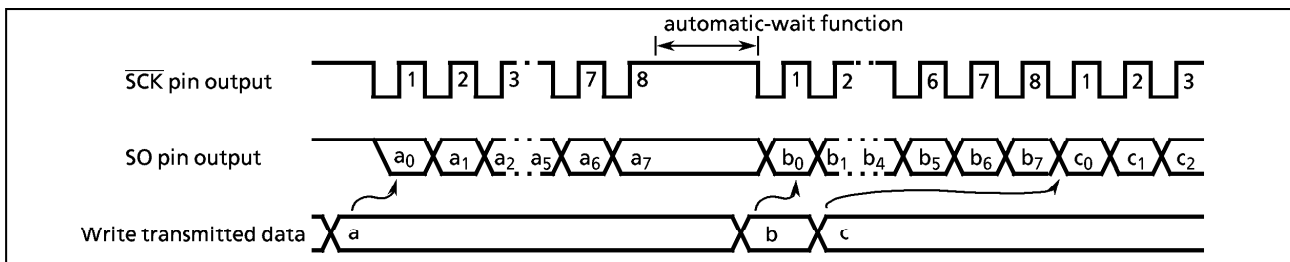 automatic-wait function
SCK pin output 1 2 3 7 8 1 2 6 7 8 1 2 3
SO pin output a0 a1 a2 a5 a6 a7 b0 b1 b4 b5 b6 b7 c0 c1 c2
Write transmitted data a b c